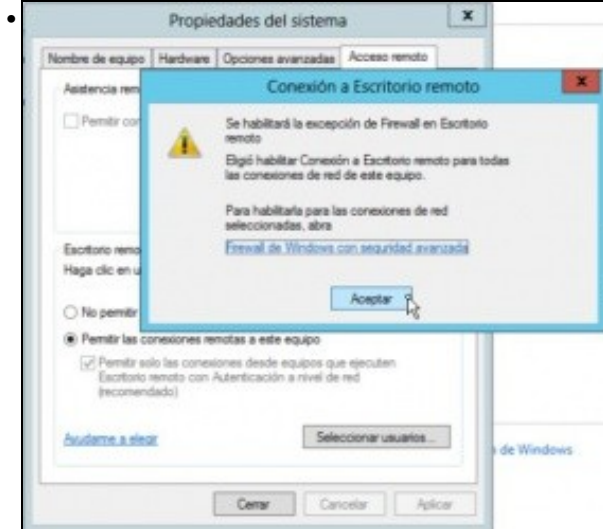 Propiedades del sistema
x
Nombre de equipo Hardware Opciones avanzadas Acceso remoto
Asistencia rem
Permitir con
Conexión a Escritorio remoto
x
Se habilitará la excepción de Firewall en Escritorio
remoto
Eligió habilitar Conexión a Escritorio remoto para todas
las conexiones de red de este equipo.
Para habilitarla para las conexiones de red
seleccionadas, abra
Firewall de Windows con seguridad avanzada
Aceptar
Escritorio remo
Haga clic en u
No permitir
Permitir las conexiones remotas a este equipo
Permitir solo las conexiones desde equipos que ejecuten
Escritorio remoto con Autenticación a nivel de red
(recomendado)
Ayudarme a elegir
Seleccionar usuarios...
de Windows
Cerrar Cancelar Aplicar